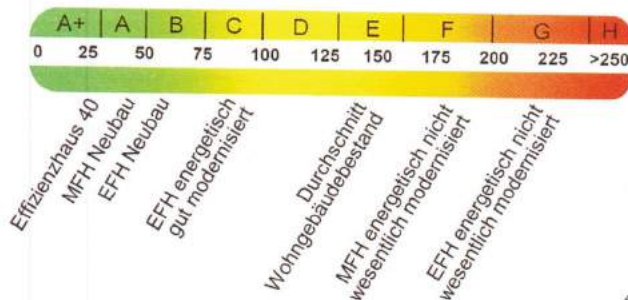 A+ A B C D E F G H
0 25 50 75 100 125 150 175 200 225 >250
Effizienzhaus 40
MFH Neubau
EFH Neubau
EFH energetisch
gut modernisiert
Durchschnitt
Wohngebäudebestand
MFH energetisch nicht
wesentlich modernisiert
EFH energetisch nicht
wesentlich modernisiert